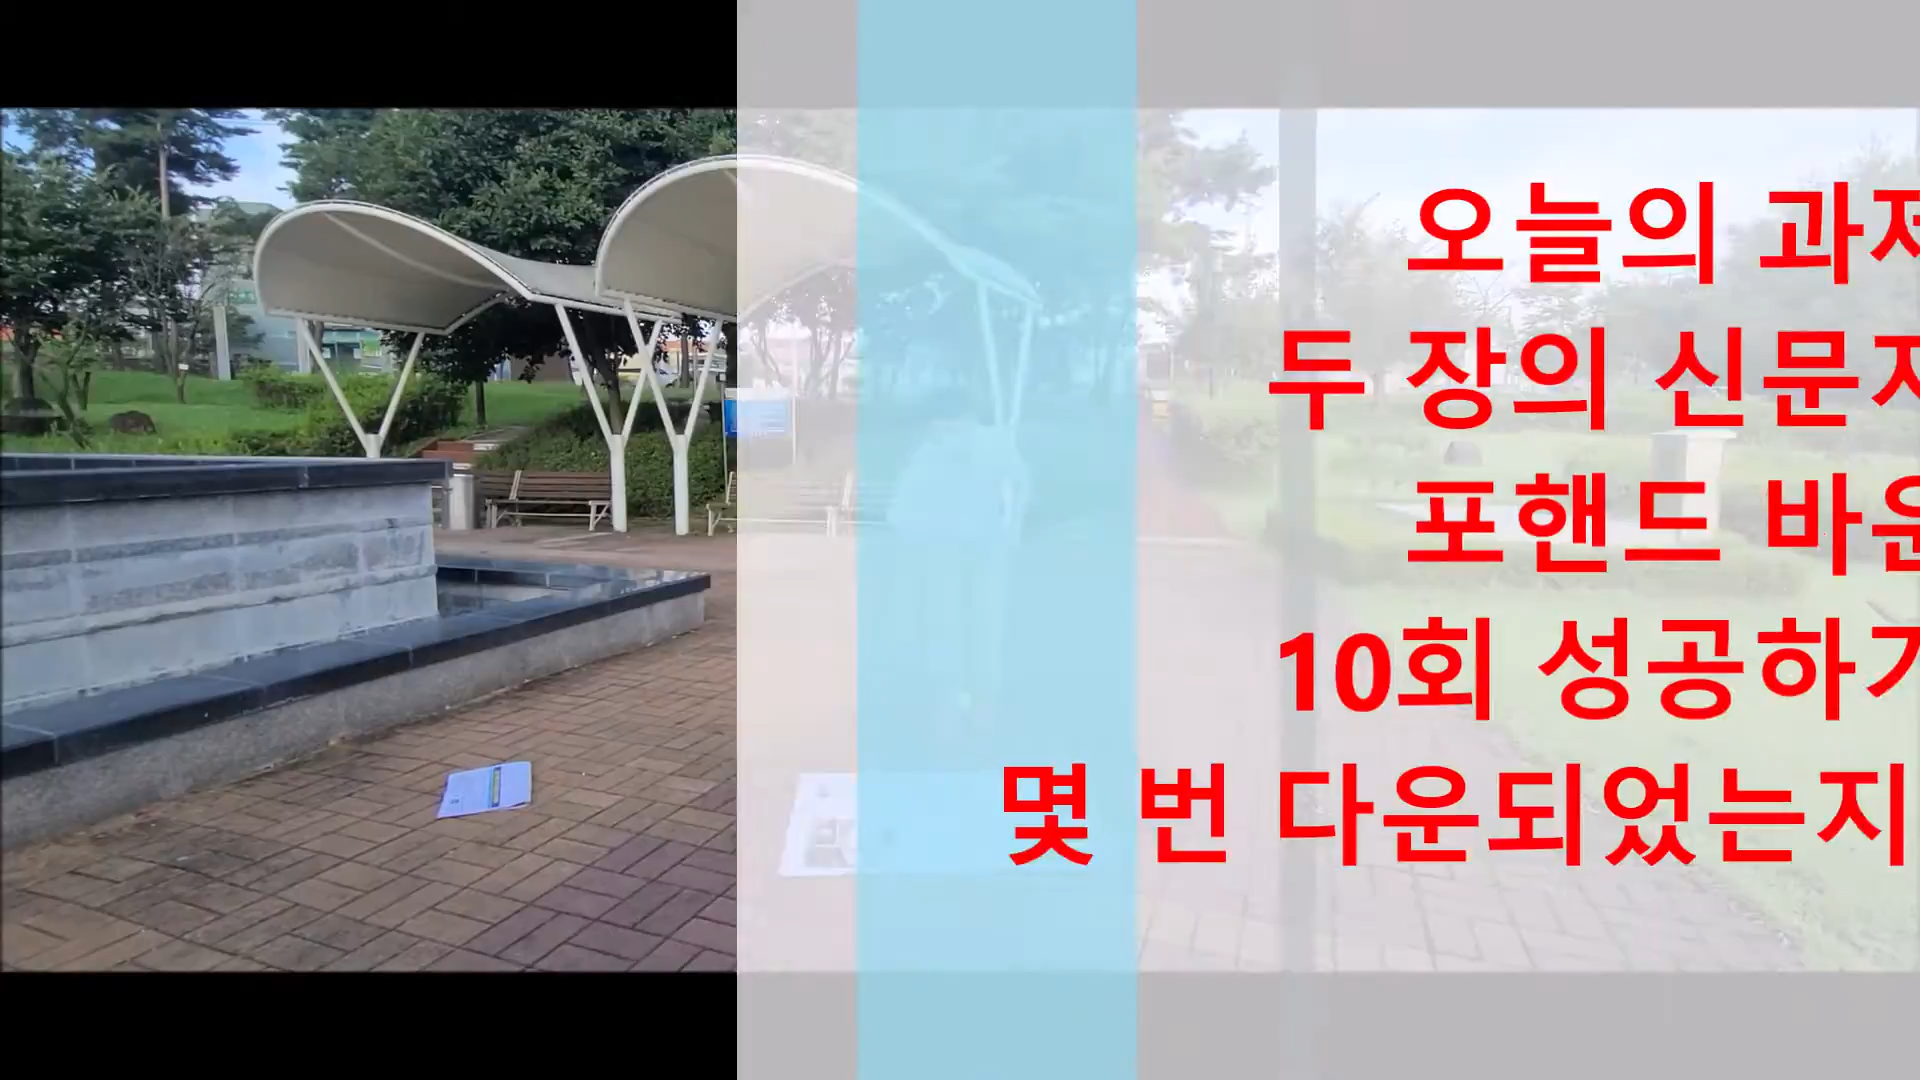 오늘의 과
두 장의 신문
포핸드 바
10회 성공하
몇 번 다운되었는지